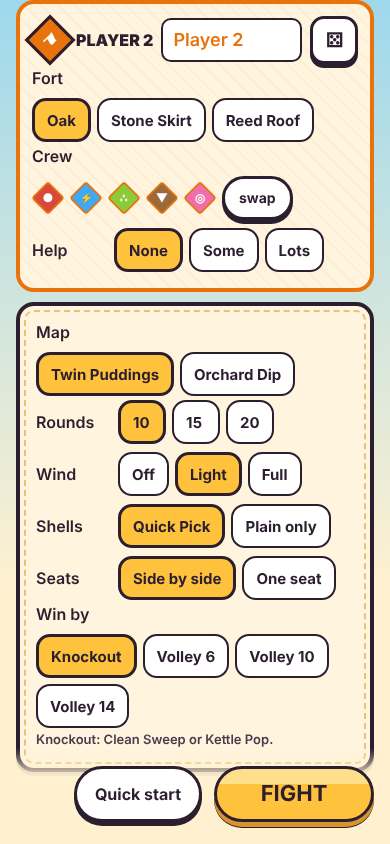 PLAYER 2 Player 2
Fort
Oak Stone Skirt Reed Roof
Crew
swap
Help None Some Lots
Map
Twin Puddings Orchard Dip
Rounds 10 15 20
Wind Off Light Full
Shells Quick Pick Plain only
Seats Side by side One seat
Win by
Knockout Volley 6 Volley 10
Volley 14
Knockout: Clean Sweep or Kettle Pop.
Quick start FIGHT